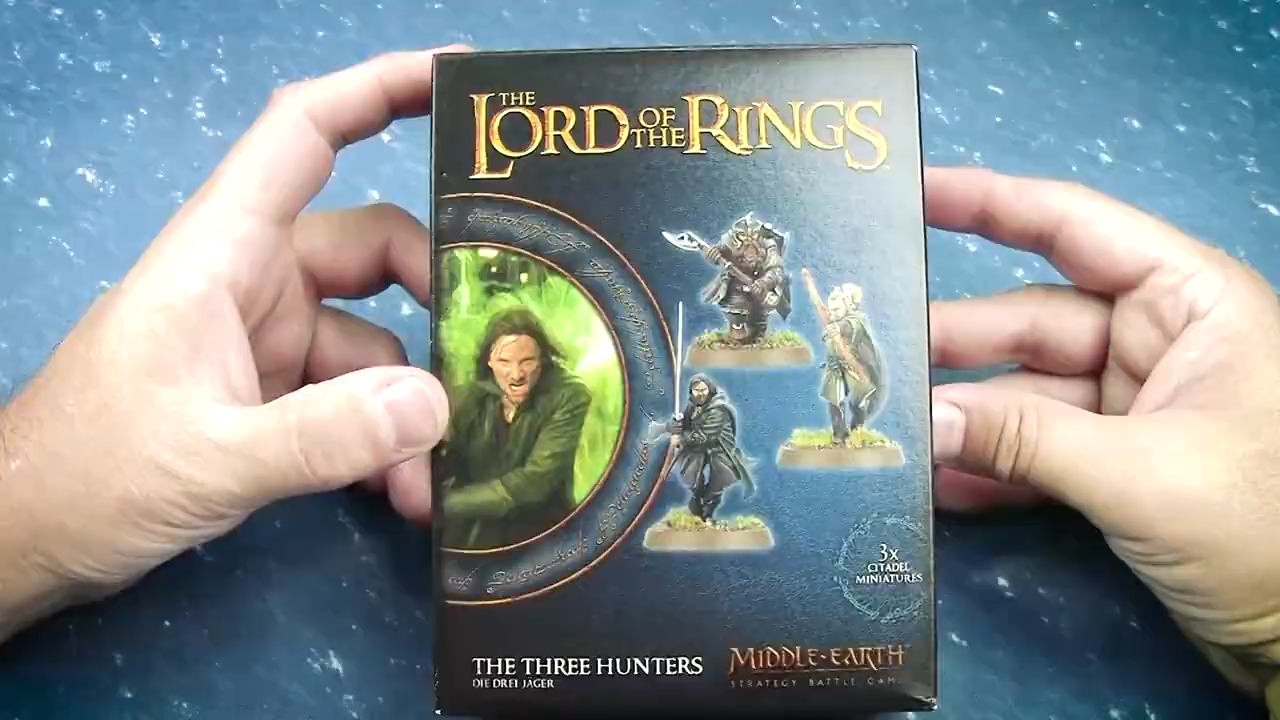 THE LORD OF THE RINGS
3x
CITADEL
MINIATURES
THE THREE HUNTERS
DIE DREI JÄGER
MIDDLE-EARTH
STRATEGY BATTLE GAME